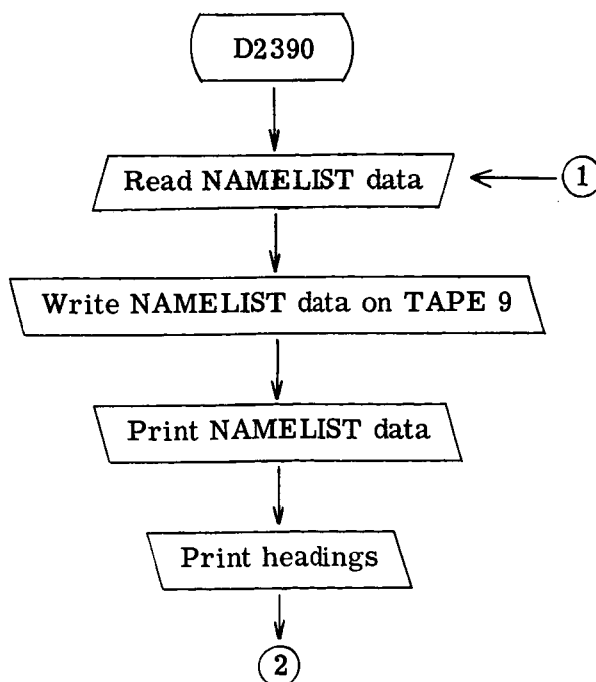 D2390
Read NAMELIST data
1
Write NAMELIST data on TAPE 9
Print NAMELIST data
Print headings
2